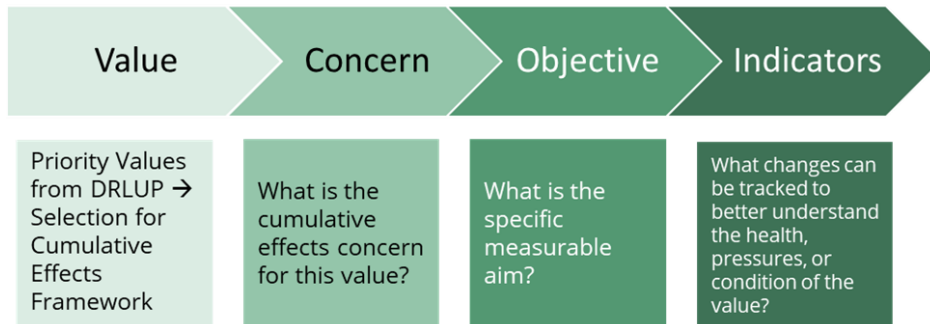 Value
Concern
Objective
Indicators
Priority Values
from DRLUP →
Selection for
Cumulative
Effects
Framework
What is the
cumulative
effects concern
for this value?
What is the
specific
measurable
aim?
What changes can
be tracked to
better understand
the health,
pressures, or
condition of the
value?